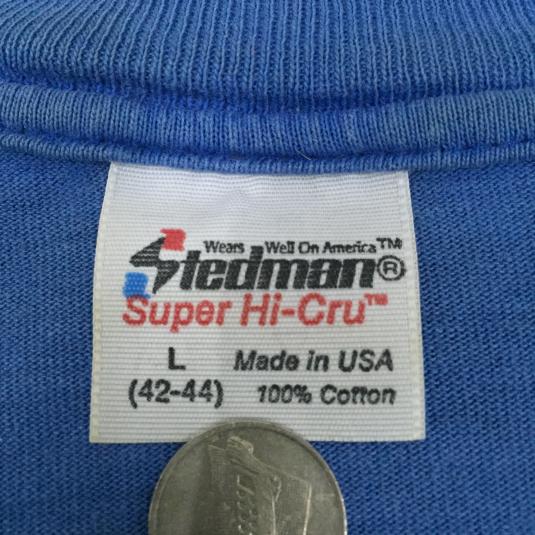 Wears Well On America™
Stedman®
Super Hi-Cru™
L Made in USA
(42-44) 100% Cotton